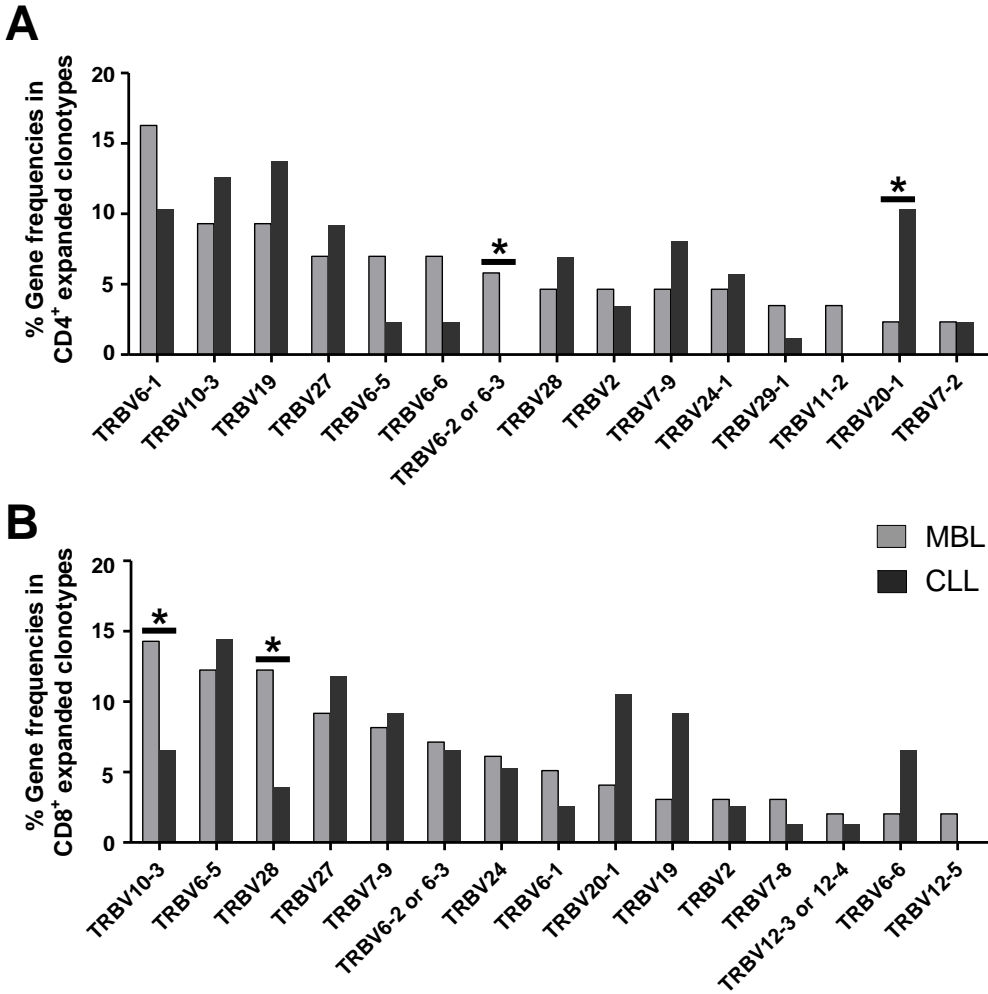 A
% Gene frequencies in
CD4+ expanded clonotypes
20
15
10
5
0
*
*
TRBV6-1
TRBV10-3
TRBV19
TRBV27
TRBV6-5
TRBV6-6
TRBV6-2 or 6-3
TRBV28
TRBV2
TRBV7-9
TRBV24-1
TRBV29-1
TRBV11-2
TRBV20-1
TRBV7-2
B
MBL
CLL
% Gene frequencies in
CD8+ expanded clonotypes
20
15
10
5
0
*
*
TRBV10-3
TRBV6-5
TRBV28
TRBV27
TRBV7-9
TRBV6-2 or 6-3
TRBV24
TRBV6-1
TRBV20-1
TRBV19
TRBV2
TRBV7-8
TRBV12-3 or 12-4
TRBV6-6
TRBV12-5